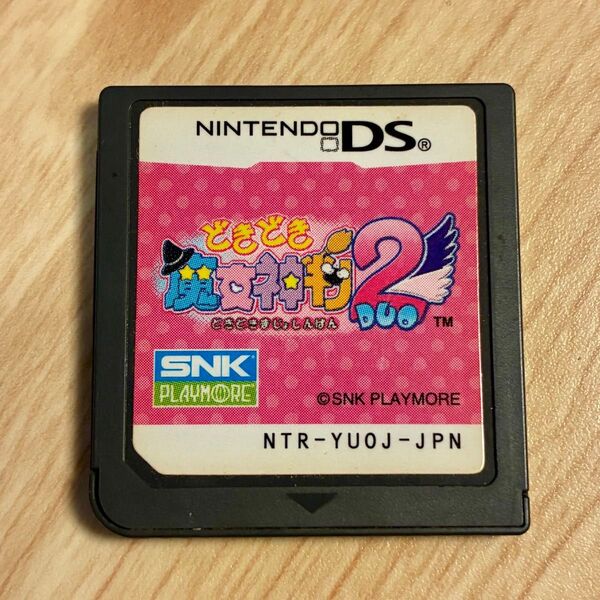 NINTENDO DS®
どきどき
魔女神判2
DUO
TM
どきどきまじょしんぱん
SNK
PLAYMORE
©SNK PLAYMORE
NTR-YUOJ-JPN